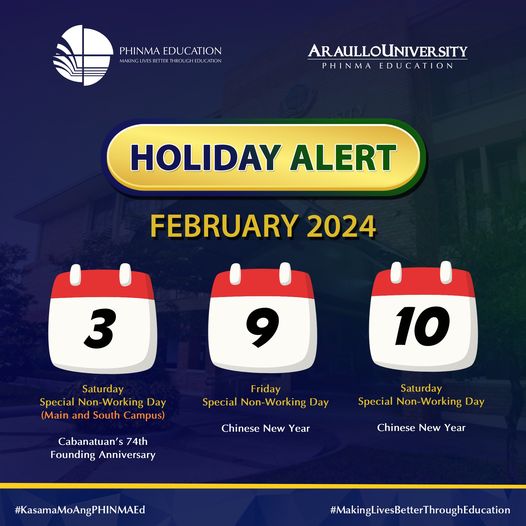 PHINMA EDUCATION
MAKING LIVES BETTER THROUGH EDUCATION
ARAULLO UNIVERSITY
PHINMA EDUCATION
HOLIDAY ALERT
FEBRUARY 2024
3
Saturday
Special Non-Working Day
(Main and South Campus)
Cabanatuan's 74th
Founding Anniversary
9
Friday
Special Non-Working Day
Chinese New Year
10
Saturday
Special Non-Working Day
Chinese New Year
#KasamaMoAngPHINMAEd
#MakingLivesBetterThroughEducation